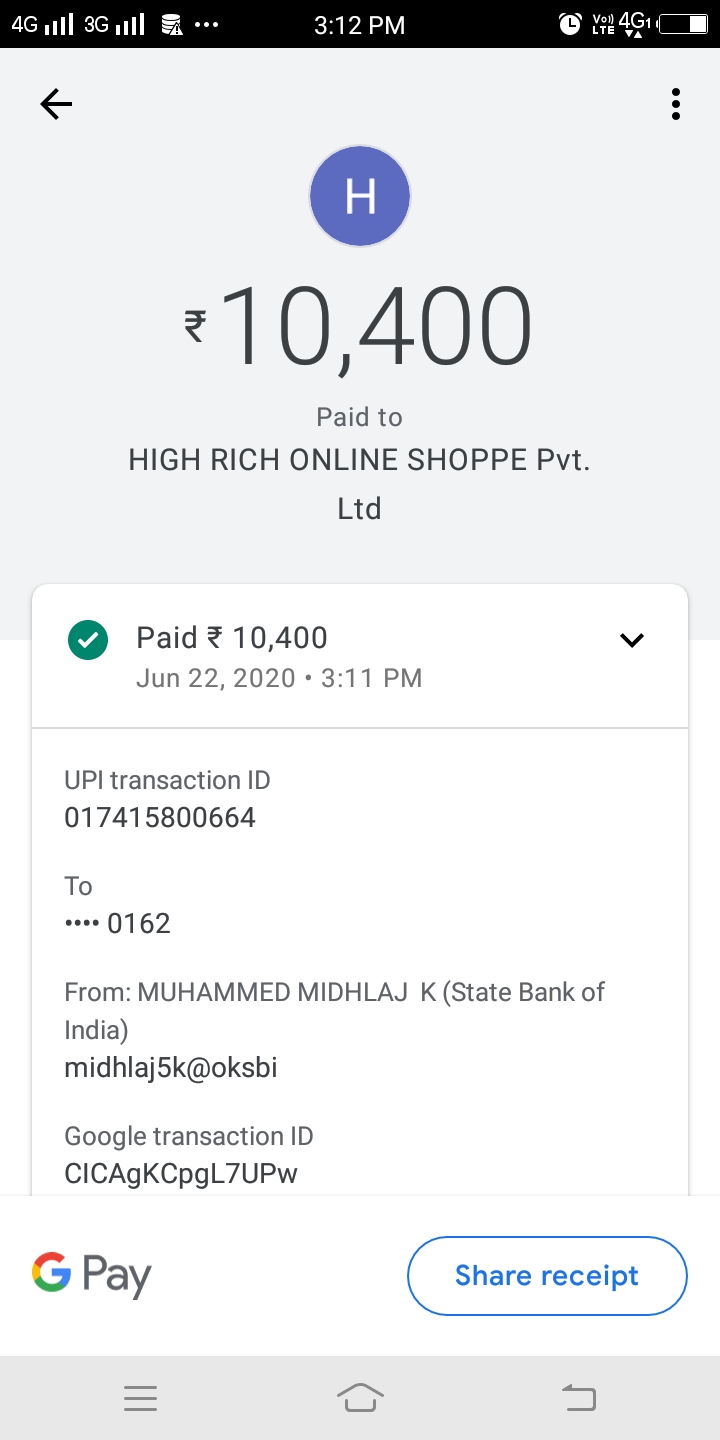 4G 3G 3:12 PM Vo)) LTE 4G1
H
₹10,400
Paid to
HIGH RICH ONLINE SHOPPE Pvt.
Ltd
Paid ₹ 10,400
Jun 22, 2020 • 3:11 PM
UPI transaction ID
017415800664
To
•••• 0162
From: MUHAMMED MIDHLAJ K (State Bank of
India)
midhlaj5k@oksbi
Google transaction ID
CICAgKCpgL7UPw
G Pay
Share receipt